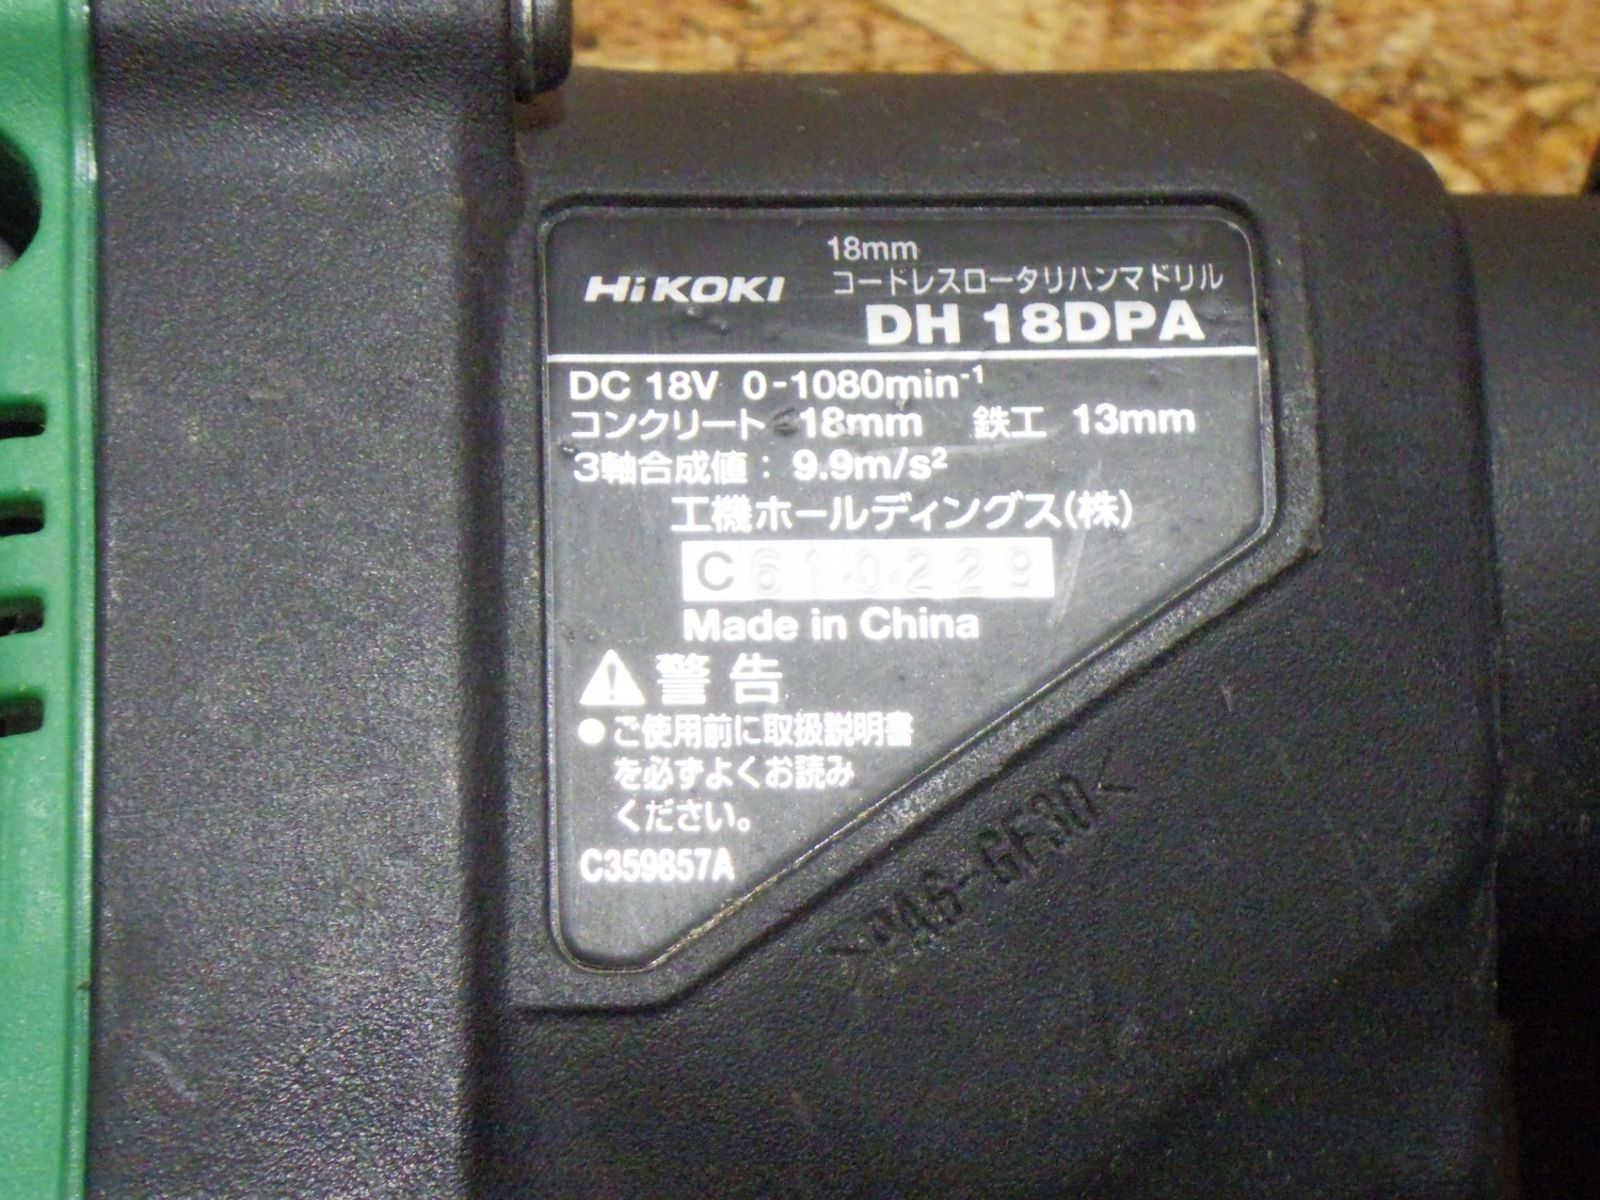 18mm
HiKOKI コードレスロータリハンマドリル
DH 18DPA
DC 18V 0-1080min⁻¹
コンクリート 18mm 鉄工 13mm
3軸合成値: 9.9m/s²
工機ホールディングス(株)
C 610229
Made in China
警告
●ご使用前に取扱説明書
を必ずよくお読み
ください。
C359857A
>PA6-GF30<